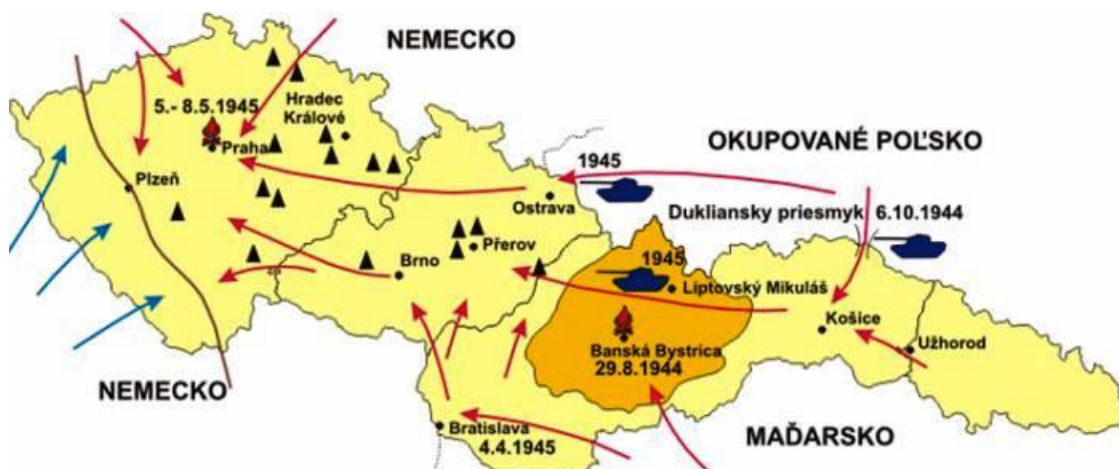 NEMECKO
5.- 8.5.1945
Hradec
Králové
Praha
OKUPOVANÉ POĽSKO
1945
Plzeň
Ostrava
Dukliansky priesmyk 6.10.1944
Přerov
Brno
1945
Liptovský Mikuláš
Košice
Užhorod
Banská Bystrica
29.8.1944
NEMECKO
Bratislava
4.4.1945
MAĎARSKO